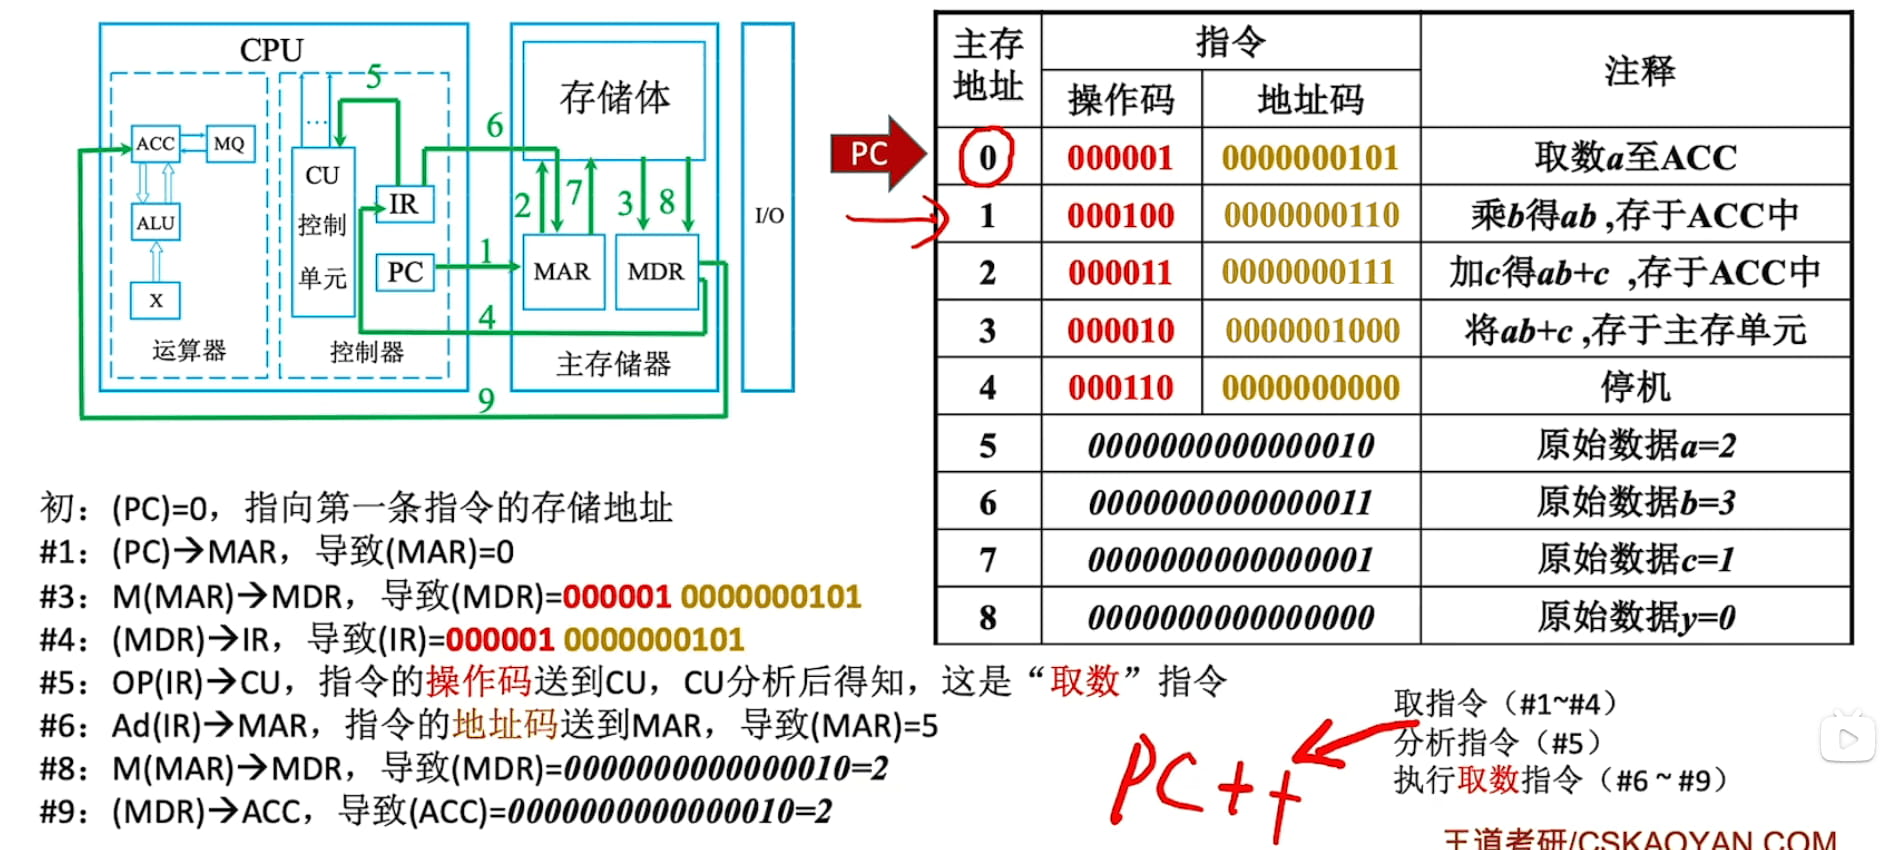 CPU
5
存储体
6
ACC
MQ
...
CU
控制
单元
IR
2
7
3
8
ALU
I/O
PC
1
MAR
MDR
X
4
运算器
控制器
主存储器
9
PC
主存地址 指令 注释
操作码 地址码
0 000001 0000000101 取数a至ACC
1 000100 0000000110 乘b得ab ,存于ACC中
2 000011 0000000111 加c得ab+c ,存于ACC中
3 000010 0000001000 将ab+c ,存于主存单元
4 000110 0000000000 停机
5 0000000000000010 原始数据a=2
6 0000000000000011 原始数据b=3
7 0000000000000001 原始数据c=1
8 0000000000000000 原始数据y=0
初：(PC)=0，指向第一条指令的存储地址
#1：(PC)→MAR，导致(MAR)=0
#3：M(MAR)→MDR，导致(MDR)=000001 0000000101
#4：(MDR)→IR，导致(IR)=000001 0000000101
#5：OP(IR)→CU，指令的操作码送到CU，CU分析后得知，这是“取数”指令
#6：Ad(IR)→MAR，指令的地址码送到MAR，导致(MAR)=5
#8：M(MAR)→MDR，导致(MDR)=0000000000000010=2
#9：(MDR)→ACC，导致(ACC)=0000000000000010=2
取指令（#1~#4）
分析指令（#5）
执行取数指令（#6 ~ #9）
PC++
王道考研/CSKAOYAN.COM